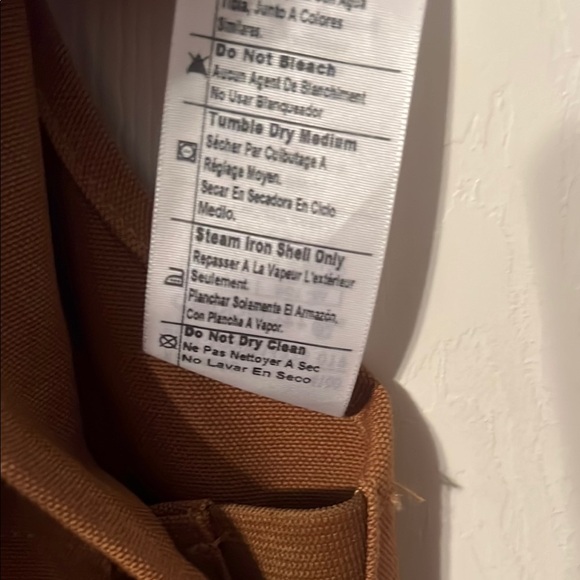 Tibia, Junto A Colores
Similares.
Do Not Bleach
Aucun Agent De Blanchiment
No Usar Blanqueador
Tumble Dry Medium
Sécher Par Culbutage A
Réglage Moyen.
Secar En Secadora En Ciclo
Medio.
Steam Iron Shell Only
Repasser A La Vapeur L'extérieur
Seulement.
Planchar Solamente El Armazón,
Con Plancha A Vapor.
Do Not Dry Clean
Ne Pas Nettoyer A Sec
No Lavar En Seco